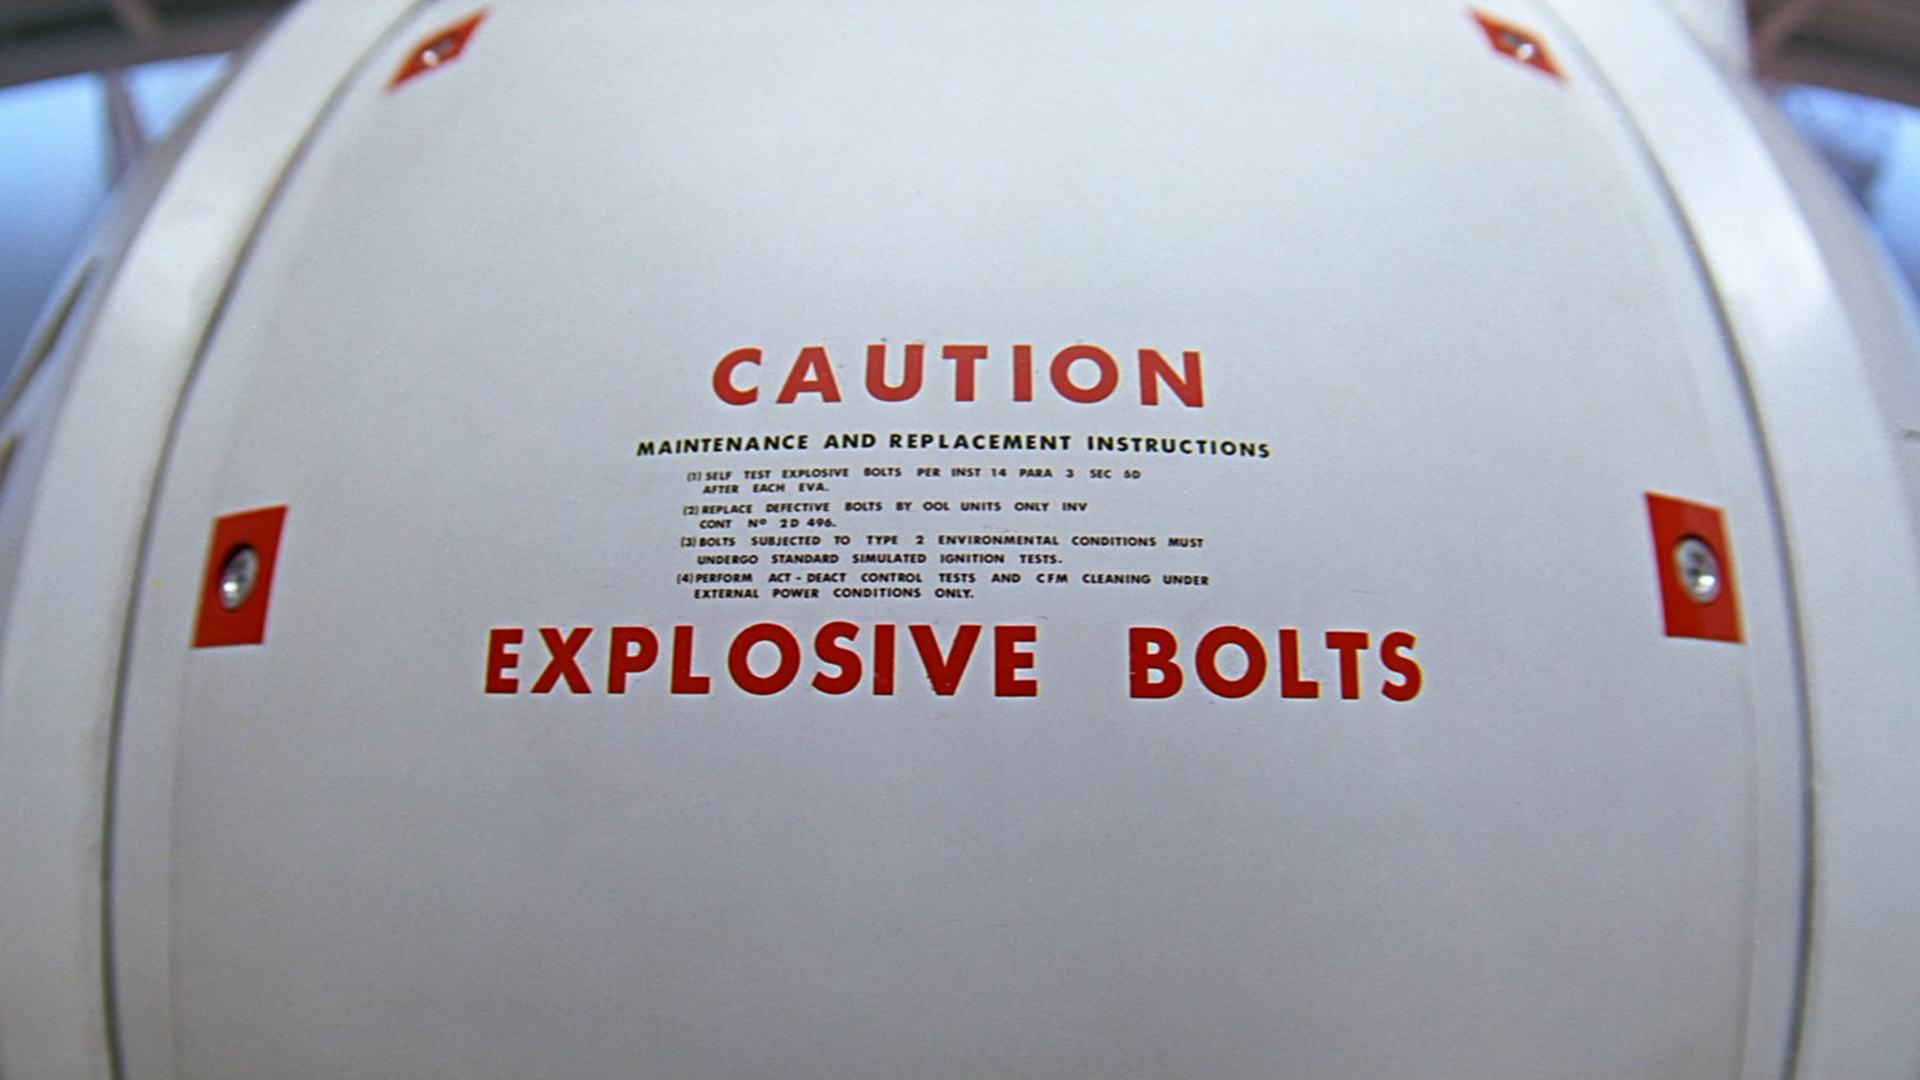 CAUTION
MAINTENANCE AND REPLACEMENT INSTRUCTIONS
(1) SELF TEST EXPLOSIVE BOLTS PER INST 14 PARA 3 SEC 5D
AFTER EACH EVA.
(2) REPLACE DEFECTIVE BOLTS BY OOL UNITS ONLY INV
CONT Nº 2D 496.
(3) BOLTS SUBJECTED TO TYPE 2 ENVIRONMENTAL CONDITIONS MUST
UNDERGO STANDARD SIMULATED IGNITION TESTS.
(4) PERFORM ACT - DEACT CONTROL TESTS AND CFM CLEANING UNDER
EXTERNAL POWER CONDITIONS ONLY.
EXPLOSIVE BOLTS